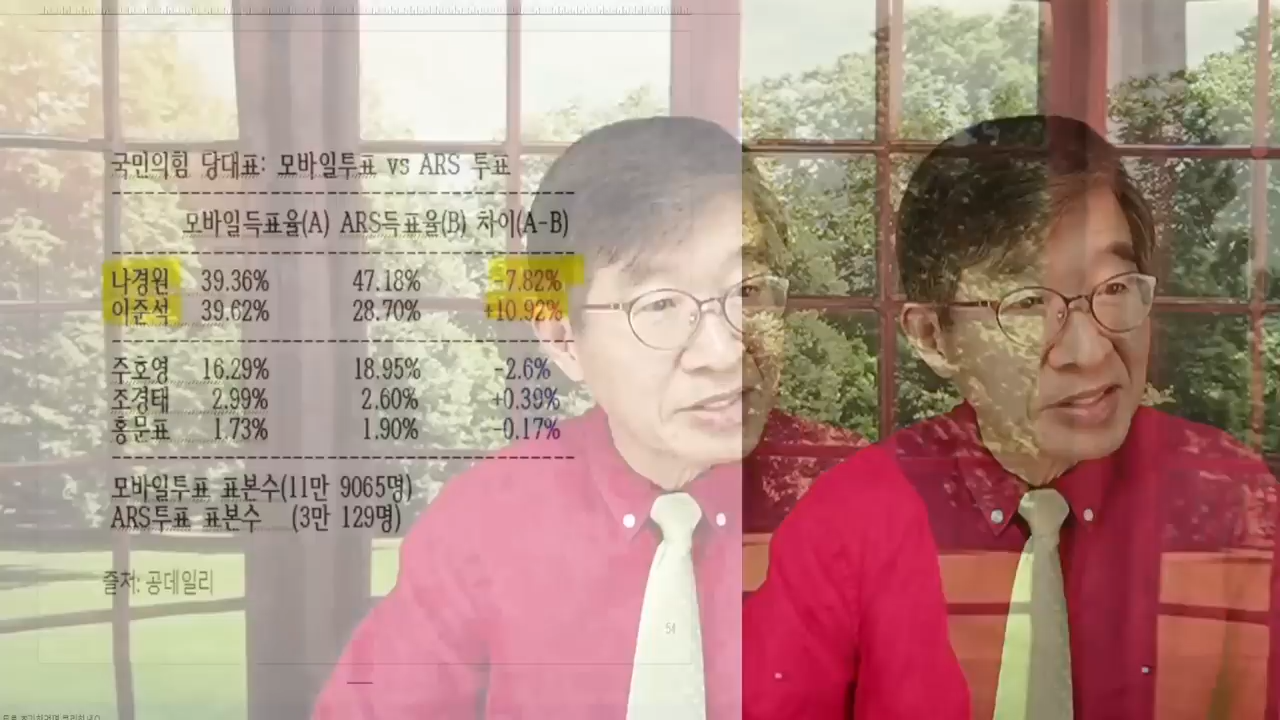 국민의힘 당대표: 모바일투표 vs ARS 투표
모바일득표율(A) ARS득표율(B) 차이(A-B)
나경원 39.36% 47.18% -7.82%
이준석 39.62% 28.70% +10.92%
주호영 16.29% 18.95% -2.6%
조경태 2.99% 2.60% +0.39%
홍문표 1.73% 1.90% -0.17%
모바일투표 표본수(11만 9065명)
ARS투표 표본수 (3만 129명)
출처: 공데일리
54